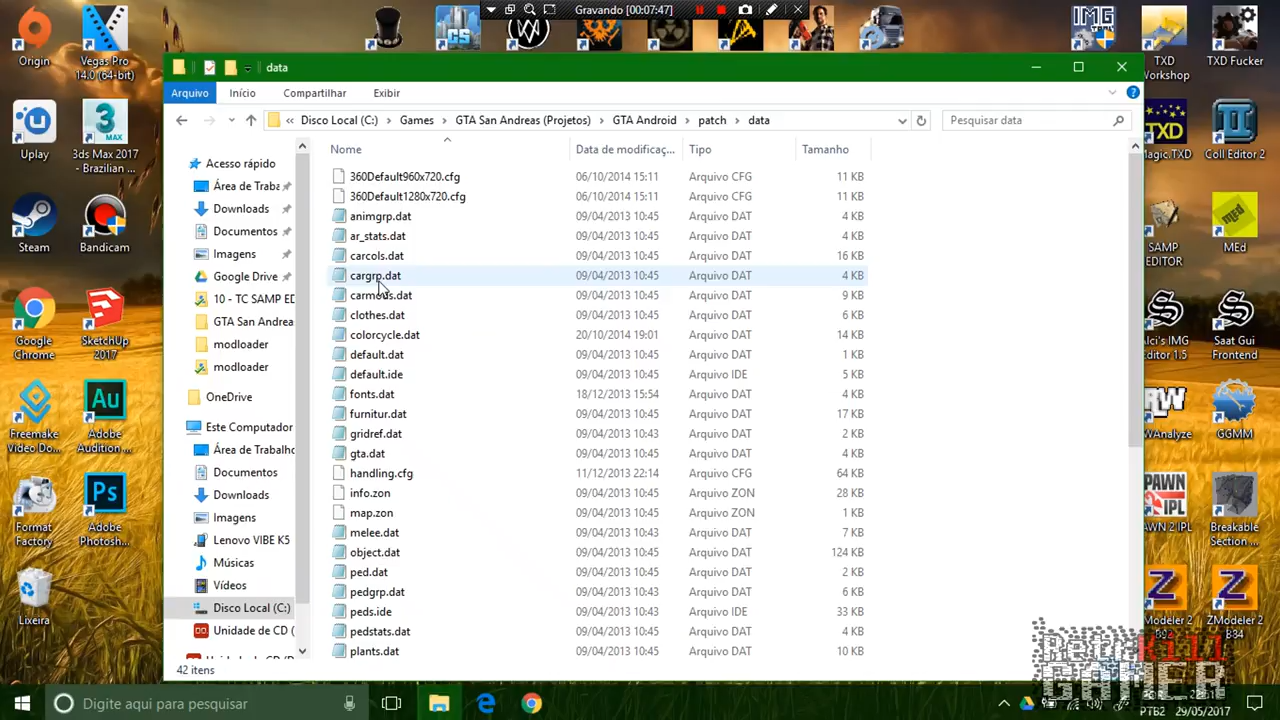 Gravando [00:07:47]
Origin
Vegas Pro 14.0 (64-bit)
TXD Workshop
TXD Fucker
data
Arquivo Início Compartilhar Exibir
Disco Local (C:) > Games > GTA San Andreas (Projetos) > GTA Android > patch > data
Pesquisar data
Nome Data de modificaç... Tipo Tamanho
360Default960x720.cfg 06/10/2014 15:11 Arquivo CFG 11 KB
360Default1280x720.cfg 06/10/2014 15:11 Arquivo CFG 11 KB
animgrp.dat 09/04/2013 10:45 Arquivo DAT 4 KB
ar_stats.dat 09/04/2013 10:45 Arquivo DAT 4 KB
carcols.dat 09/04/2013 10:45 Arquivo DAT 16 KB
cargrp.dat 09/04/2013 10:45 Arquivo DAT 4 KB
carmods.dat 09/04/2013 10:45 Arquivo DAT 9 KB
clothes.dat 09/04/2013 10:45 Arquivo DAT 6 KB
colorcycle.dat 20/10/2014 19:01 Arquivo DAT 14 KB
default.dat 09/04/2013 10:45 Arquivo DAT 1 KB
default.ide 09/04/2013 10:45 Arquivo IDE 5 KB
fonts.dat 18/12/2013 15:54 Arquivo DAT 4 KB
furnitur.dat 09/04/2013 10:45 Arquivo DAT 17 KB
gridref.dat 09/04/2013 10:43 Arquivo DAT 2 KB
gta.dat 09/04/2013 10:45 Arquivo DAT 4 KB
handling.cfg 11/12/2013 22:14 Arquivo CFG 64 KB
info.zon 09/04/2013 10:45 Arquivo ZON 28 KB
map.zon 09/04/2013 10:45 Arquivo ZON 1 KB
melee.dat 09/04/2013 10:43 Arquivo DAT 7 KB
object.dat 09/04/2013 10:45 Arquivo DAT 124 KB
ped.dat 09/04/2013 10:45 Arquivo DAT 2 KB
pedgrp.dat 09/04/2013 10:43 Arquivo DAT 6 KB
peds.ide 09/04/2013 10:43 Arquivo IDE 33 KB
pedstats.dat 09/04/2013 10:45 Arquivo DAT 4 KB
plants.dat 09/04/2013 10:45 Arquivo DAT 10 KB
42 itens
Acesso rápido
Área de Traba
Downloads
Documentos
Imagens
Google Drive
10 - TC SAMP ED
GTA San Andrea
modloader
modloader
OneDrive
Este Computador
Área de Trabalho
Documentos
Downloads
Imagens
Lenovo VIBE K5
Músicas
Vídeos
Disco Local (C:)
Unidade de CD (
Uplay
3ds Max 2017 - Brazilian ...
Steam
Bandicam
Google Chrome
SketchUp 2017
Freemake Video Do...
Adobe Audition ...
Format Factory
Adobe Photosh...
Lixeira
Magic.TXD
Coll Editor 2
SAMP EDITOR
MEd
Alci's IMG Editor 1.5
Saat Gui Frontend
RWAnalyze
GGMM
PAWN 2 IPL
Breakable Section ...
ZModeler 2
ZModeler 2
GAMER
Digite aqui para pesquisar
PTB2
29/05/2017